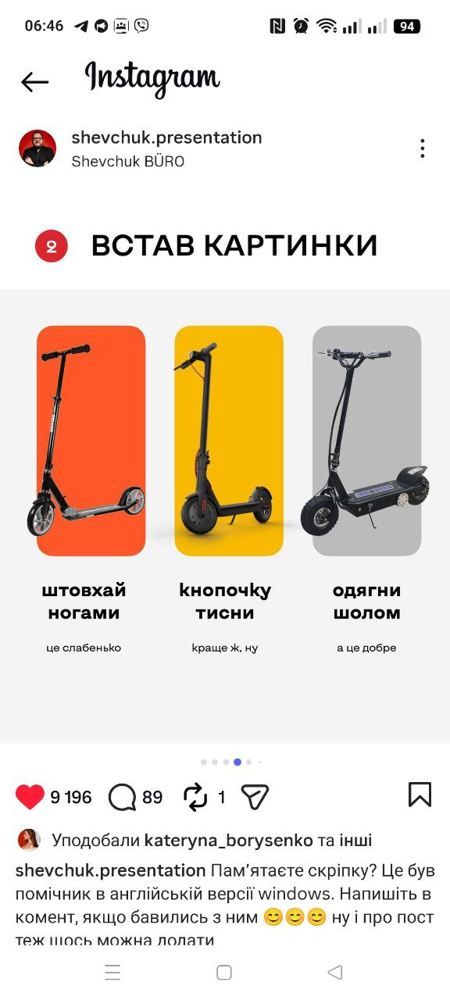 06:46
94
Instagram
shevchuk.presentation
Shevchuk BÜRO
2 ВСТАВ КАРТИНКИ
штовхай
ногами
це слабенько
кнопочку
тисни
краще ж, ну
одягни
шолом
а це добре
9 196 89 1
Уподобали kateryna_borysenko та інші
shevchuk.presentation Пам’ятаєте скріпку? Це був
помічник в англійській версії windows. Напишіть в
комент, якщо бавились з ним 😊😊😊 ну і про пост
теж щось можна додати